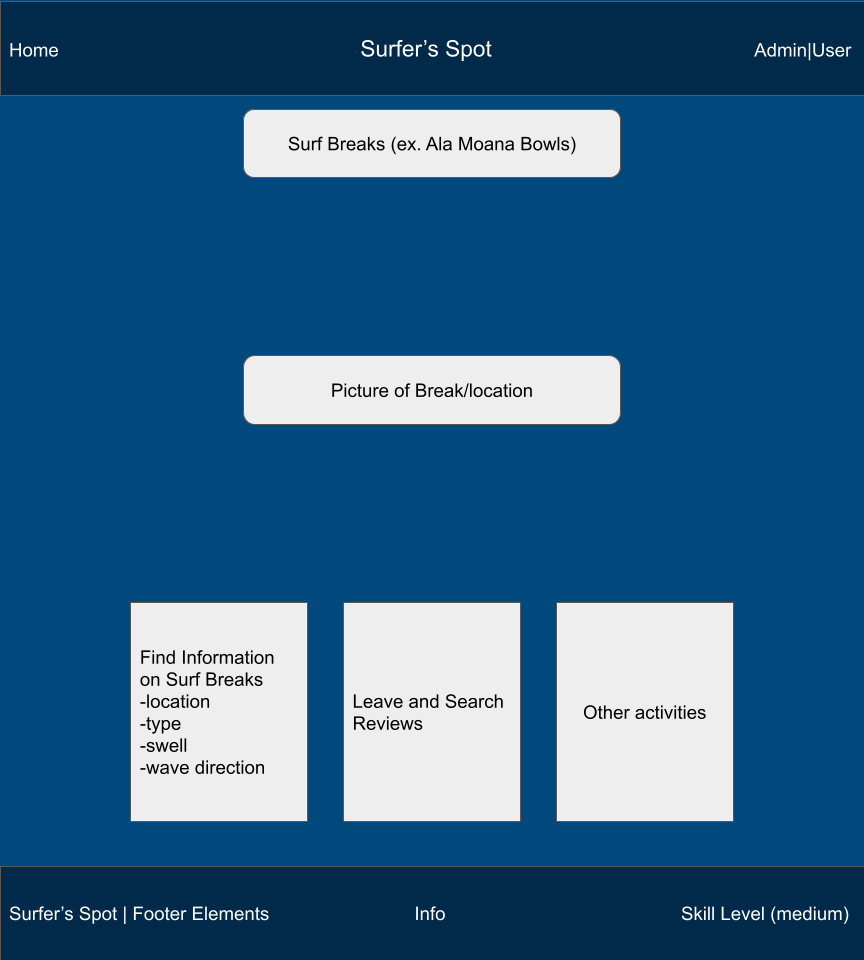 Home
Surfer’s Spot
Admin|User
Surf Breaks (ex. Ala Moana Bowls)
Picture of Break/location
Find Information
on Surf Breaks
-location
-type
-swell
-wave direction
Leave and Search
Reviews
Other activities
Surfer’s Spot | Footer Elements
Info
Skill Level (medium)